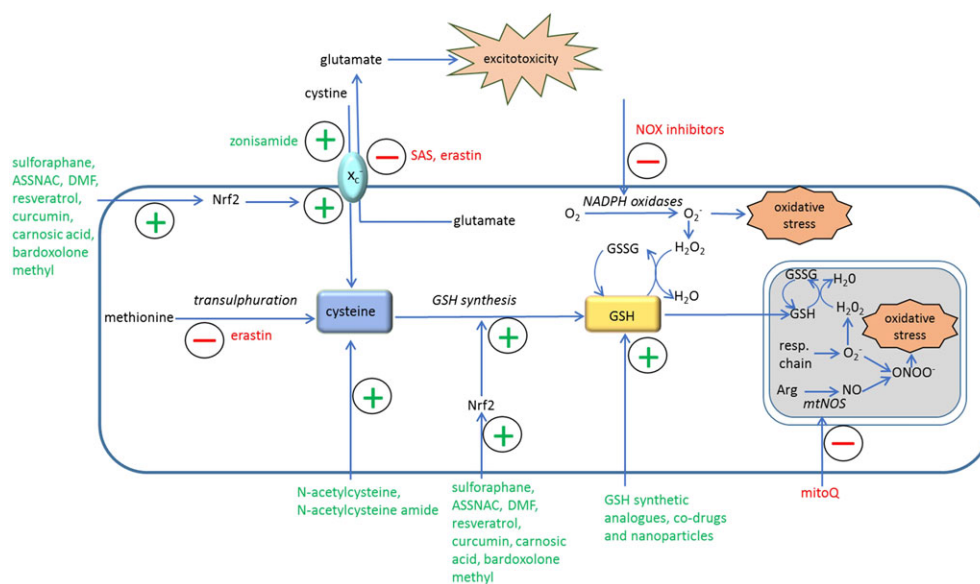 glutamate
excitotoxicity
cystine
zonisamide
+
−
SAS, erastin
NOX inhibitors
−
sulforaphane,
ASSNAC, DMF,
resveratrol,
curcumin,
carnosic acid,
bardoxolone
methyl
+
Nrf2
+
xc-
glutamate
NADPH oxidases
O2
O2-
oxidative
stress
H2O2
GSSG
H2O
methionine
transulphuration
−
erastin
cysteine
GSH synthesis
+
GSH
+
GSSG
H20
GSH
H202
oxidative
stress
resp.
chain
O2-
ONOO-
Arg
NO
mtNOS
+
Nrf2
+
−
N-acetylcysteine,
N-acetylcysteine amide
sulforaphane,
ASSNAC, DMF,
resveratrol,
curcumin, carnosic
acid, bardoxolone
methyl
GSH synthetic
analogues, co-drugs
and nanoparticles
mitoQ